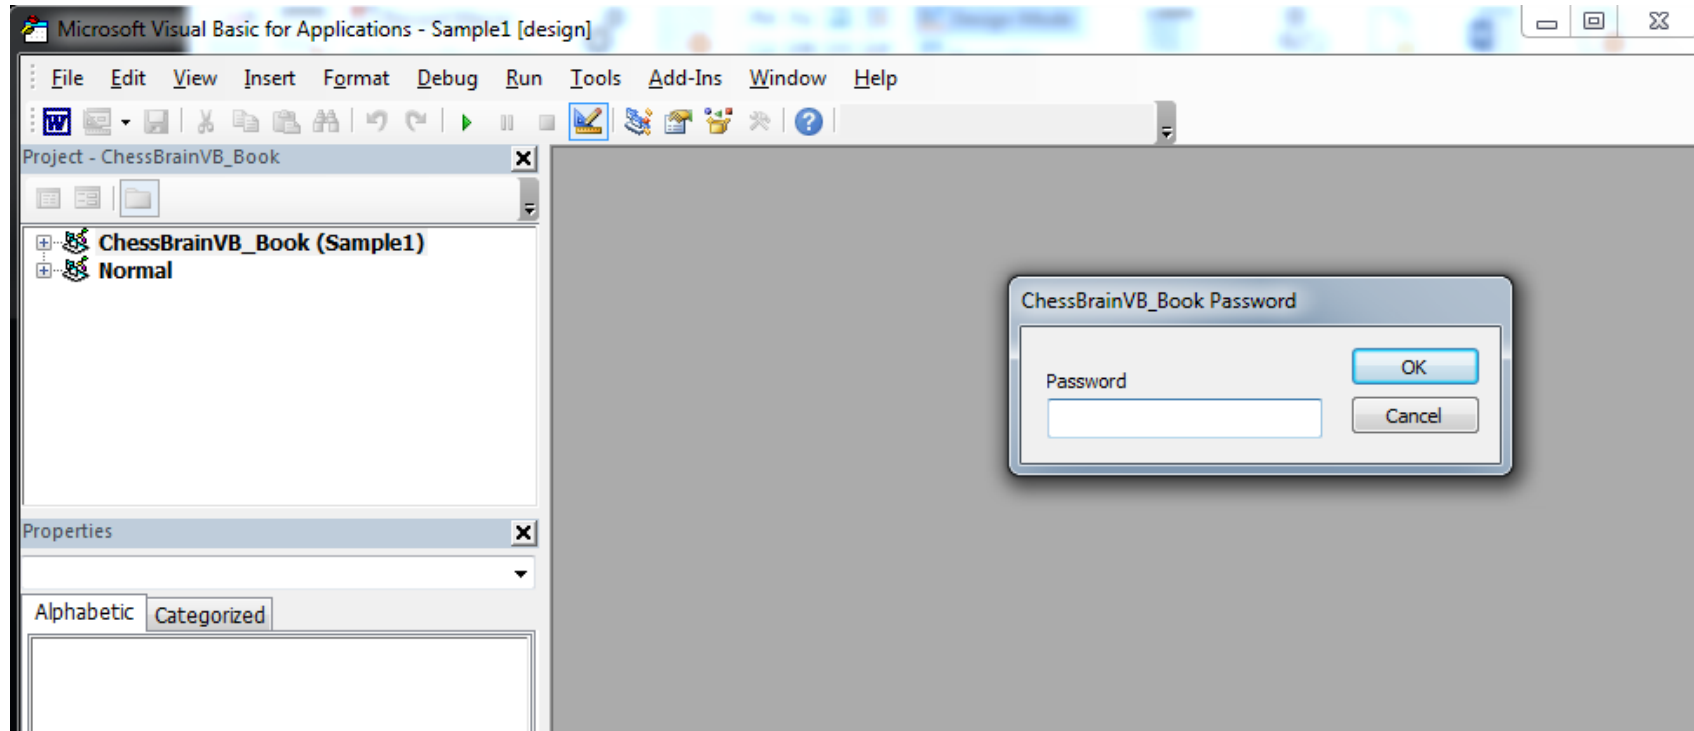 Microsoft Visual Basic for Applications - Sample1 [design]
File Edit View Insert Format Debug Run Tools Add-Ins Window Help
Project - ChessBrainVB_Book
ChessBrainVB_Book (Sample1)
Normal
ChessBrainVB_Book Password
Password
OK
Cancel
Properties
Alphabetic Categorized